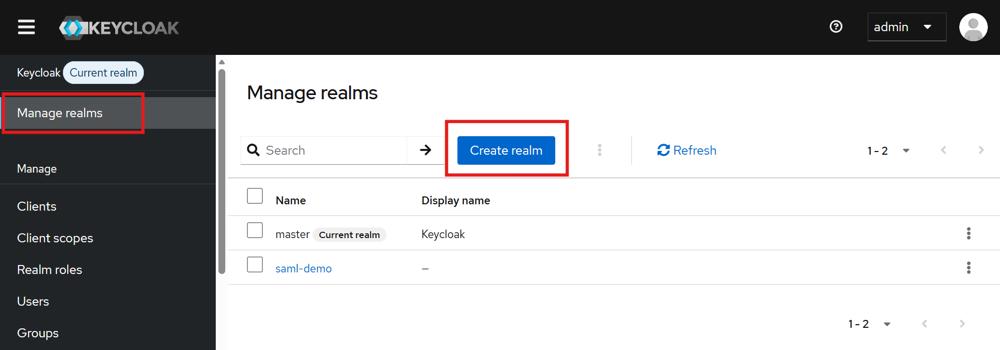 KEYCLOAK
admin
Keycloak Current realm
Manage realms
Manage
Clients
Client scopes
Realm roles
Users
Groups
Manage realms
Search
Create realm
Refresh
1 - 2
Name Display name
master Current realm Keycloak
saml-demo –
1 - 2